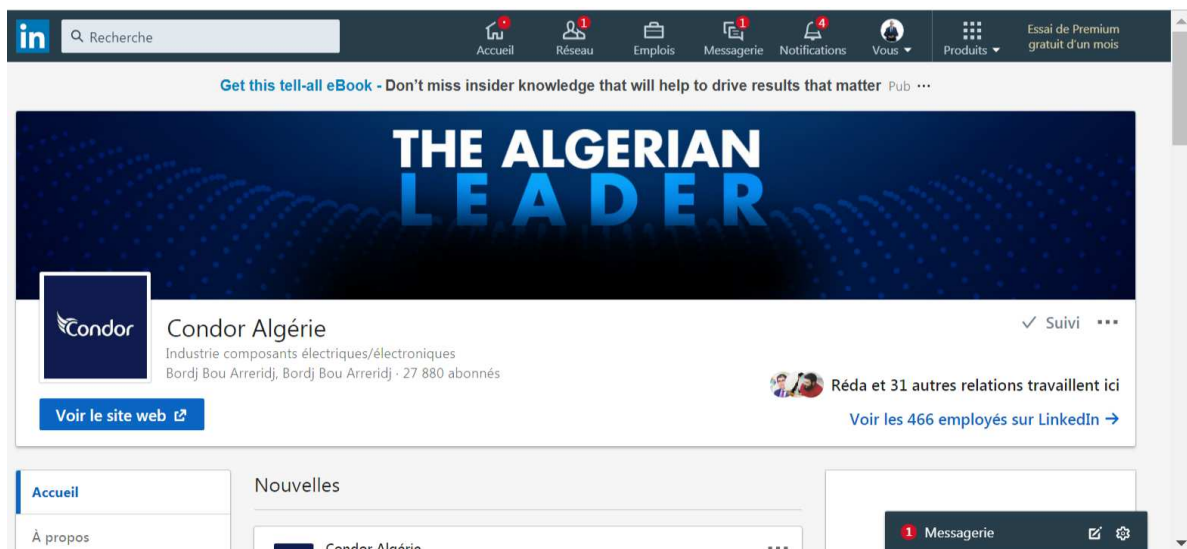 in
Recherche
Accueil
1
Réseau
Emplois
1
Messagerie
4
Notifications
Vous
Produits
Essai de Premium
gratuit d'un mois
Get this tell-all eBook - Don't miss insider knowledge that will help to drive results that matter Pub ···
THE ALGERIAN
LEADER
Condor
Condor Algérie
Industrie composants électriques/électroniques
Bordj Bou Arreridj, Bordj Bou Arreridj · 27 880 abonnés
Suivi
Réda et 31 autres relations travaillent ici
Voir le site web
Voir les 466 employés sur LinkedIn →
Accueil
À propos
Nouvelles
Condor Algérie
1 Messagerie